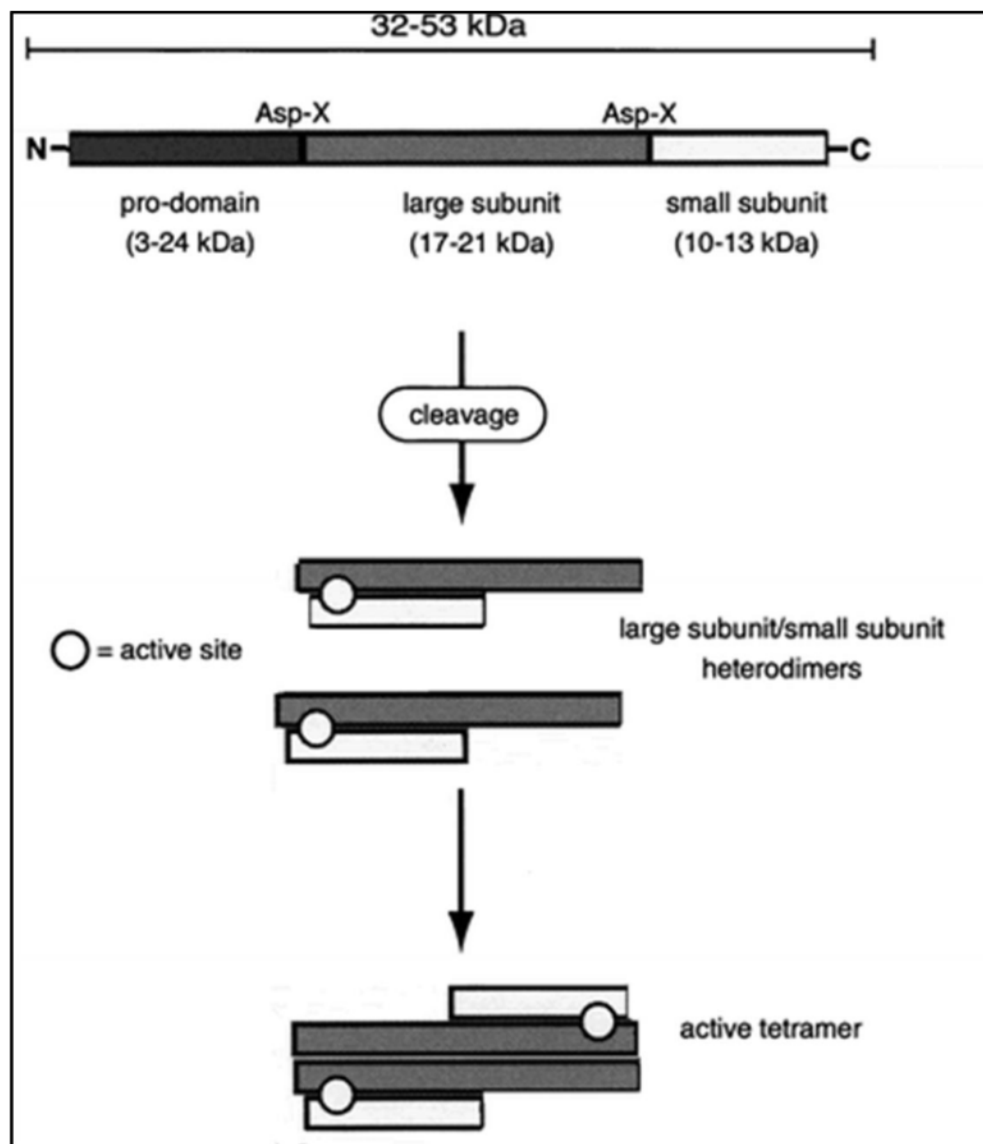 32-53 kDa
Asp-X Asp-X
N C
pro-domain large subunit small subunit
(3-24 kDa) (17-21 kDa) (10-13 kDa)
cleavage
= active site
large subunit/small subunit
heterodimers
active tetramer